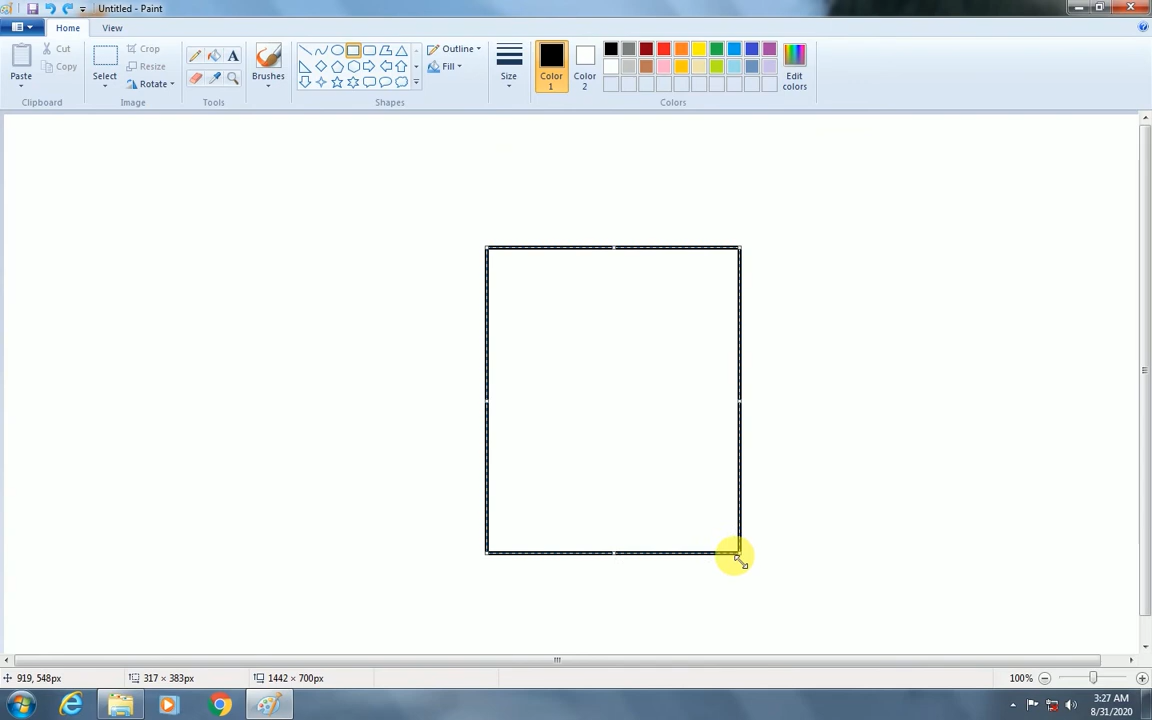 Untitled - Paint
Home
View
Paste
Cut
Copy
Clipboard
Select
Crop
Resize
Rotate
Image
A
Tools
Brushes
Outline
Fill
Shapes
Size
Color
1
Color
2
Edit
colors
Colors
919, 548px
317 × 383px
1442 × 700px
100%
3:27 AM
8/31/2020